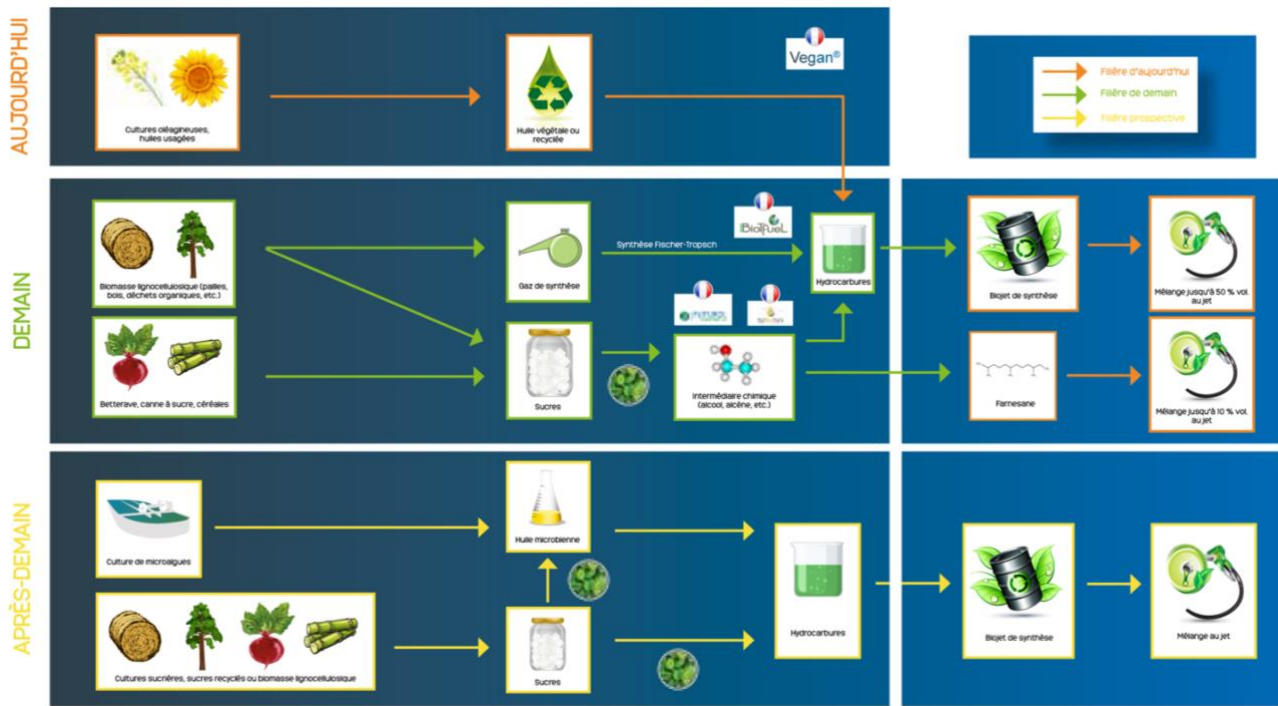 AUJOURD'HUI
Cultures oléagineuses,
huiles usagées
Huile végétale ou
recyclée
Vegan®
Filière d'aujourd'hui
Filière de demain
Filière prospective
DEMAIN
Biomasse lignocellulosique (pailles,
bois, déchets organiques, etc.)
Gaz de synthèse
Synthèse Fischer-Tropsch
BioTfueL
Hydrocarbures
Biojet de synthèse
Mélange jusqu'à 50 % vol.
au jet
Betterave, canne à sucre, céréales
Sucres
FUTUROL
Intermédiaire chimique
(alcool, alcène, etc.)
Farnesane
Mélange jusqu'à 10 % vol.
au jet
APRÈS-DEMAIN
Culture de microalgues
Huile microbienne
Hydrocarbures
Biojet de synthèse
Mélange au jet
Cultures sucrières, sucres recyclés ou biomasse lignocellulosique
Sucres